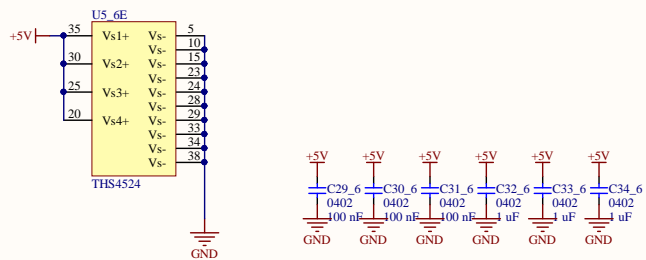 U5_6E
+5V
35 Vs1+ Vs- 5
Vs- 10
30 Vs2+ Vs- 15
Vs- 23
25 Vs3+ Vs- 24
Vs- 28
20 Vs4+ Vs- 29
Vs- 33
Vs- 34
Vs- 38
THS4524
GND
+5V +5V +5V +5V +5V +5V
C29_6 C30_6 C31_6 C32_6 C33_6 C34_6
0402 0402 0402 0402 0402 0402
100 nF 100 nF 100 nF 1 uF 1 uF 1 uF
GND GND GND GND GND GND